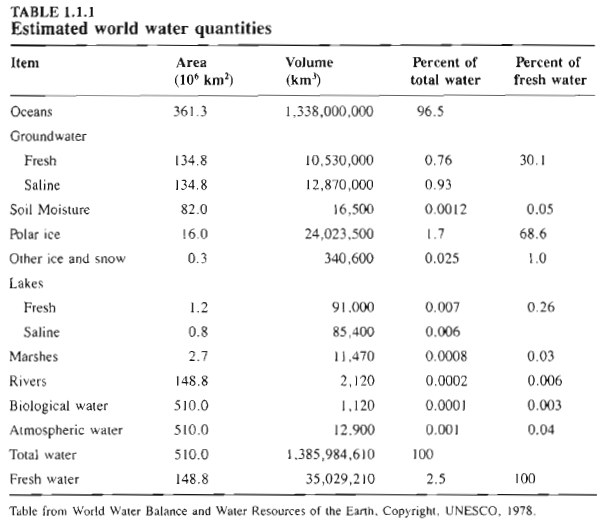 TABLE 1.1.1
Estimated world water quantities
Item Area Volume Percent of Percent of
(10⁶ km²) (km³) total water fresh water
Oceans 361.3 1,338,000,000 96.5
Groundwater
Fresh 134.8 10,530,000 0.76 30.1
Saline 134.8 12,870,000 0.93
Soil Moisture 82.0 16,500 0.0012 0.05
Polar ice 16.0 24,023,500 1.7 68.6
Other ice and snow 0.3 340,600 0.025 1.0
Lakes
Fresh 1.2 91,000 0.007 0.26
Saline 0.8 85,400 0.006
Marshes 2.7 11,470 0.0008 0.03
Rivers 148.8 2,120 0.0002 0.006
Biological water 510.0 1,120 0.0001 0.003
Atmospheric water 510.0 12,900 0.001 0.04
Total water 510.0 1,385,984,610 100
Fresh water 148.8 35,029,210 2.5 100
Table from World Water Balance and Water Resources of the Earth, Copyright, UNESCO, 1978.